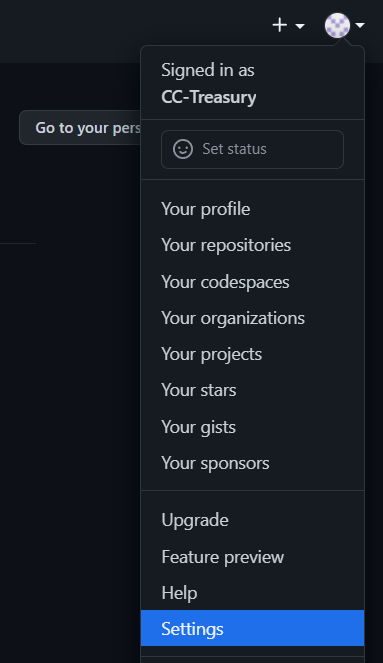 Signed in as
CC-Treasury
Go to your pers
Set status
Your profile
Your repositories
Your codespaces
Your organizations
Your projects
Your stars
Your gists
Your sponsors
Upgrade
Feature preview
Help
Settings